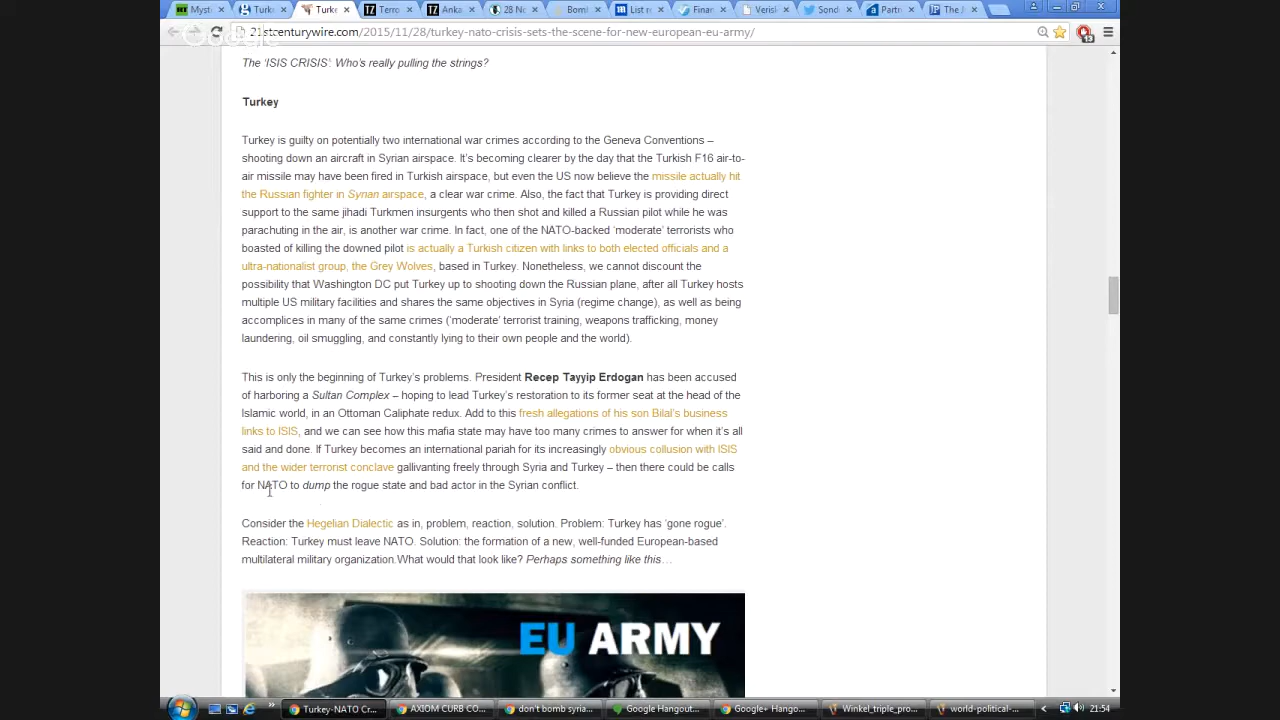 Myste
Turke
Turke
Terro
Anka
28 No
Bomb
List re
Finan
Verisk
Sonde
Partn
The J
21stcenturywire.com/2015/11/28/turkey-nato-crisis-sets-the-scene-for-new-european-eu-army/
Google
13
The 'ISIS CRISIS': Who's really pulling the strings?
Turkey
Turkey is guilty on potentially two international war crimes according to the Geneva Conventions –
shooting down an aircraft in Syrian airspace. It's becoming clearer by the day that the Turkish F16 air-to-
air missile may have been fired in Turkish airspace, but even the US now believe the missile actually hit
the Russian fighter in Syrian airspace, a clear war crime. Also, the fact that Turkey is providing direct
support to the same jihadi Turkmen insurgents who then shot and killed a Russian pilot while he was
parachuting in the air, is another war crime. In fact, one of the NATO-backed 'moderate' terrorists who
boasted of killing the downed pilot is actually a Turkish citizen with links to both elected officials and a
ultra-nationalist group, the Grey Wolves, based in Turkey. Nonetheless, we cannot discount the
possibility that Washington DC put Turkey up to shooting down the Russian plane, after all Turkey hosts
multiple US military facilities and shares the same objectives in Syria (regime change), as well as being
accomplices in many of the same crimes ('moderate' terrorist training, weapons trafficking, money
laundering, oil smuggling, and constantly lying to their own people and the world).
This is only the beginning of Turkey's problems. President Recep Tayyip Erdogan has been accused
of harboring a Sultan Complex – hoping to lead Turkey's restoration to its former seat at the head of the
Islamic world, in an Ottoman Caliphate redux. Add to this fresh allegations of his son Bilal's business
links to ISIS, and we can see how this mafia state may have too many crimes to answer for when it's all
said and done. If Turkey becomes an international pariah for its increasingly obvious collusion with ISIS
and the wider terrorist conclave gallivanting freely through Syria and Turkey – then there could be calls
for NATO to dump the rogue state and bad actor in the Syrian conflict.
Consider the Hegelian Dialectic as in, problem, reaction, solution. Problem: Turkey has 'gone rogue'.
Reaction: Turkey must leave NATO. Solution: the formation of a new, well-funded European-based
multilateral military organization.What would that look like? Perhaps something like this…
EU ARMY
Turkey-NATO Cr...
AXIOM CURB CO...
don't bomb syria...
Google Hangout...
Google+ Hango...
Winkel_triple_pro...
world-political-...
21:54